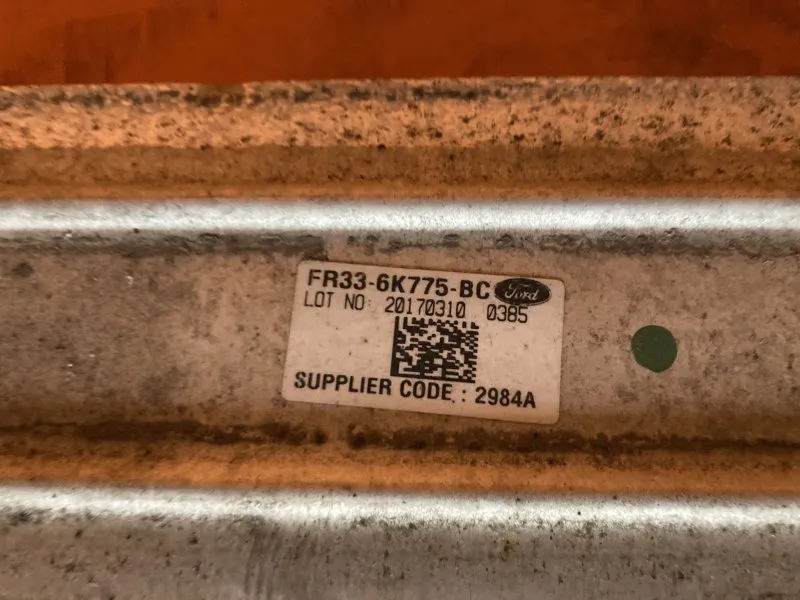 FR33-6K775-BC Ford
LOT NO: 20170310 0385
SUPPLIER CODE : 2984A